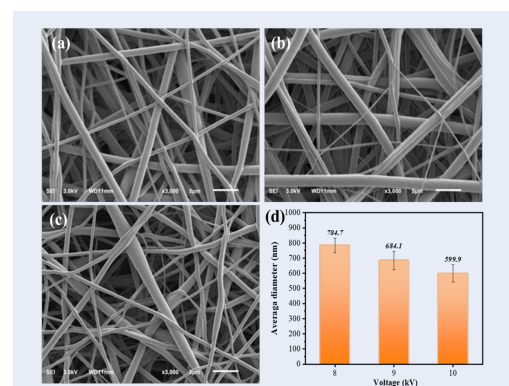 (a)
SEI 3.0kV WD11mm x3,000 5μm
(b)
SEI 3.0kV WD11mm x3,000 5μm
(c)
SEI 3.0kV WD11mm x3,000 5μm
(d)
Averaga diameter (nm)
1000
900
800
700
600
500
400
300
200
100
0
784.7
684.1
599.9
8 9 10
Voltage (kV)